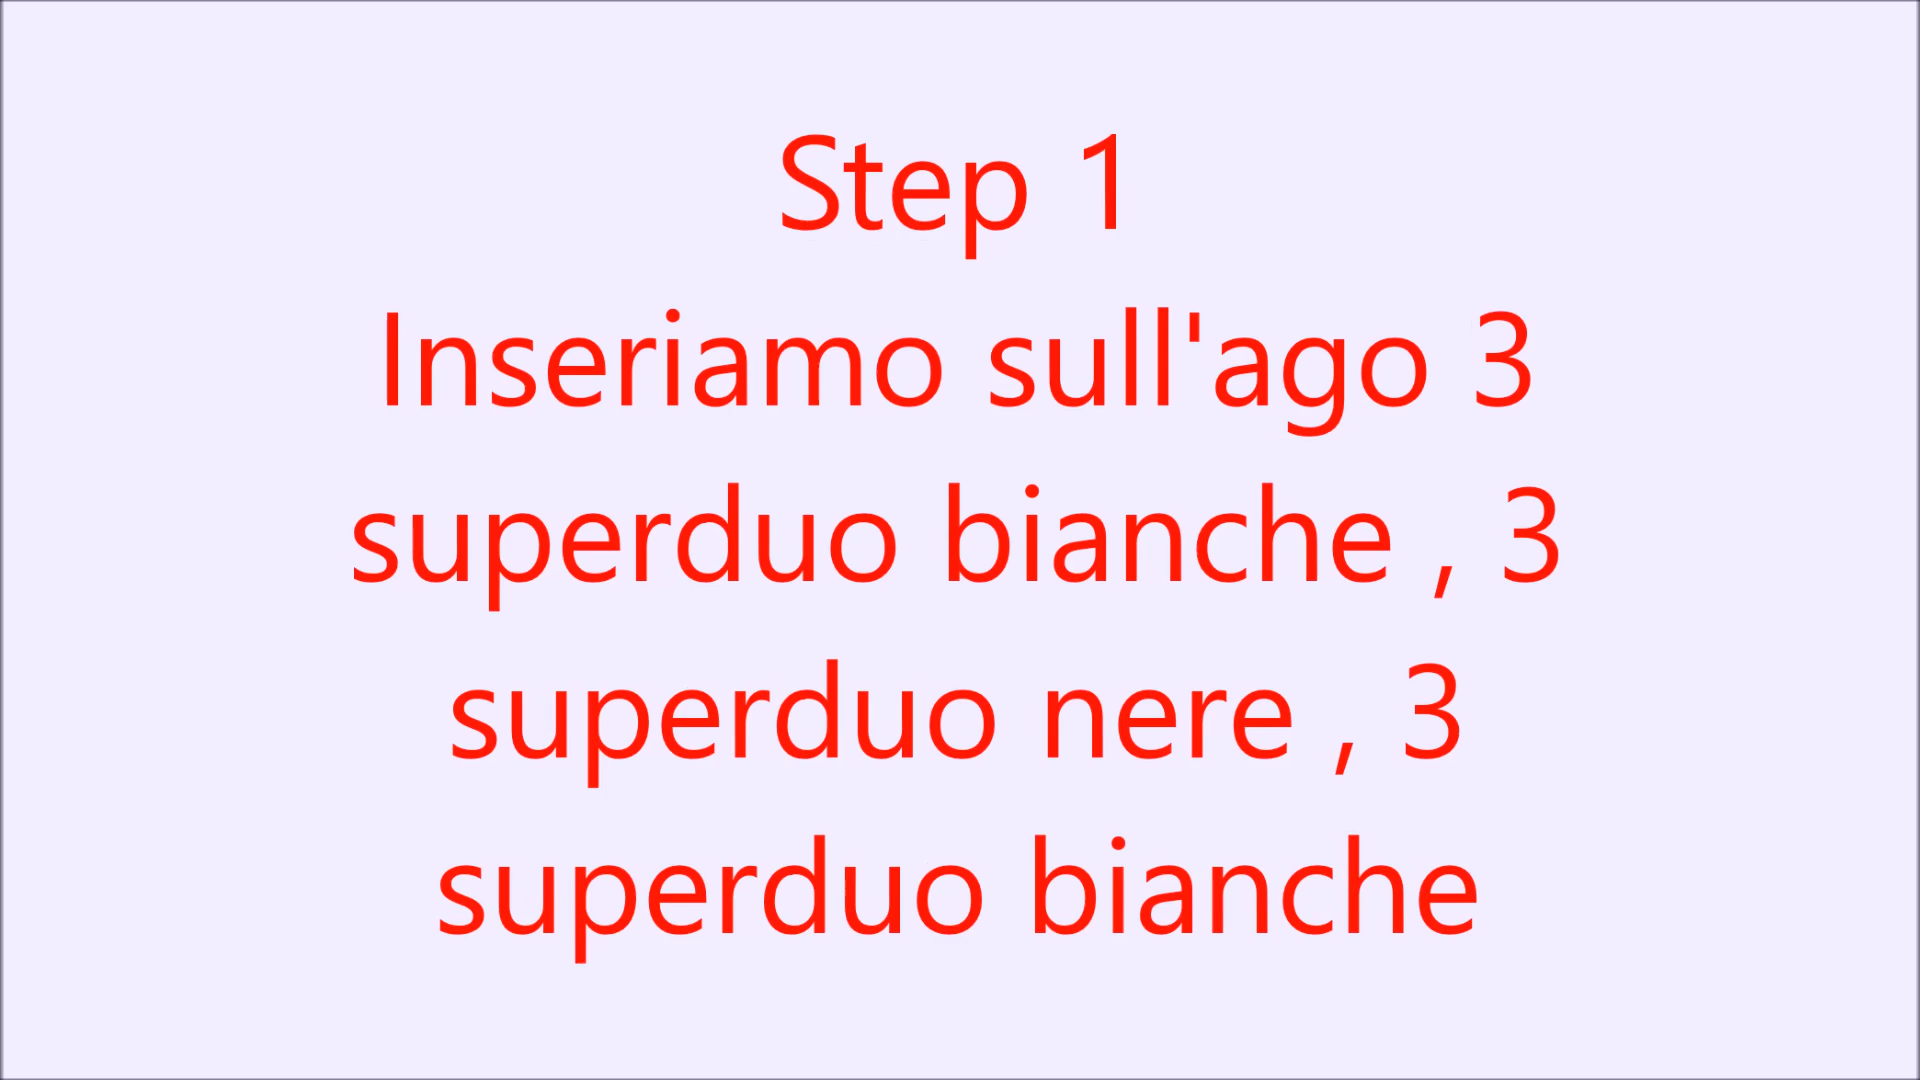 Step 1
Inseriamo sull'ago 3
superduo bianche , 3
superduo nere , 3
superduo bianche